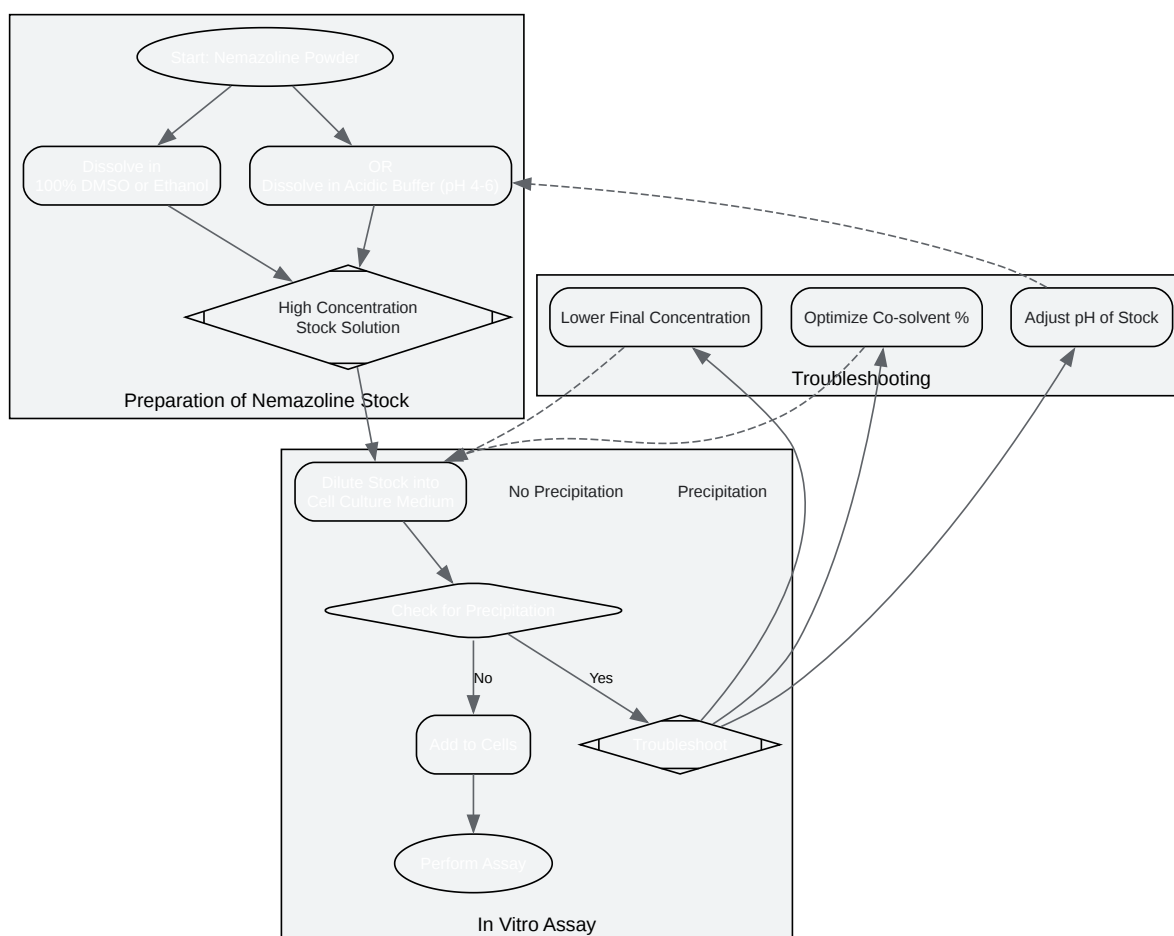 Start: Nemazoline Powder
Dissolve in
100% DMSO or Ethanol
OR
Dissolve in Acidic Buffer (pH 4-6)
High Concentration
Stock Solution
Preparation of Nemazoline Stock
Lower Final Concentration
Optimize Co-solvent %
Adjust pH of Stock
Troubleshooting
Dilute Stock into
Cell Culture Medium
No Precipitation
Precipitation
Check for Precipitation
No
Yes
Add to Cells
Troubleshoot
Perform Assay
In Vitro Assay